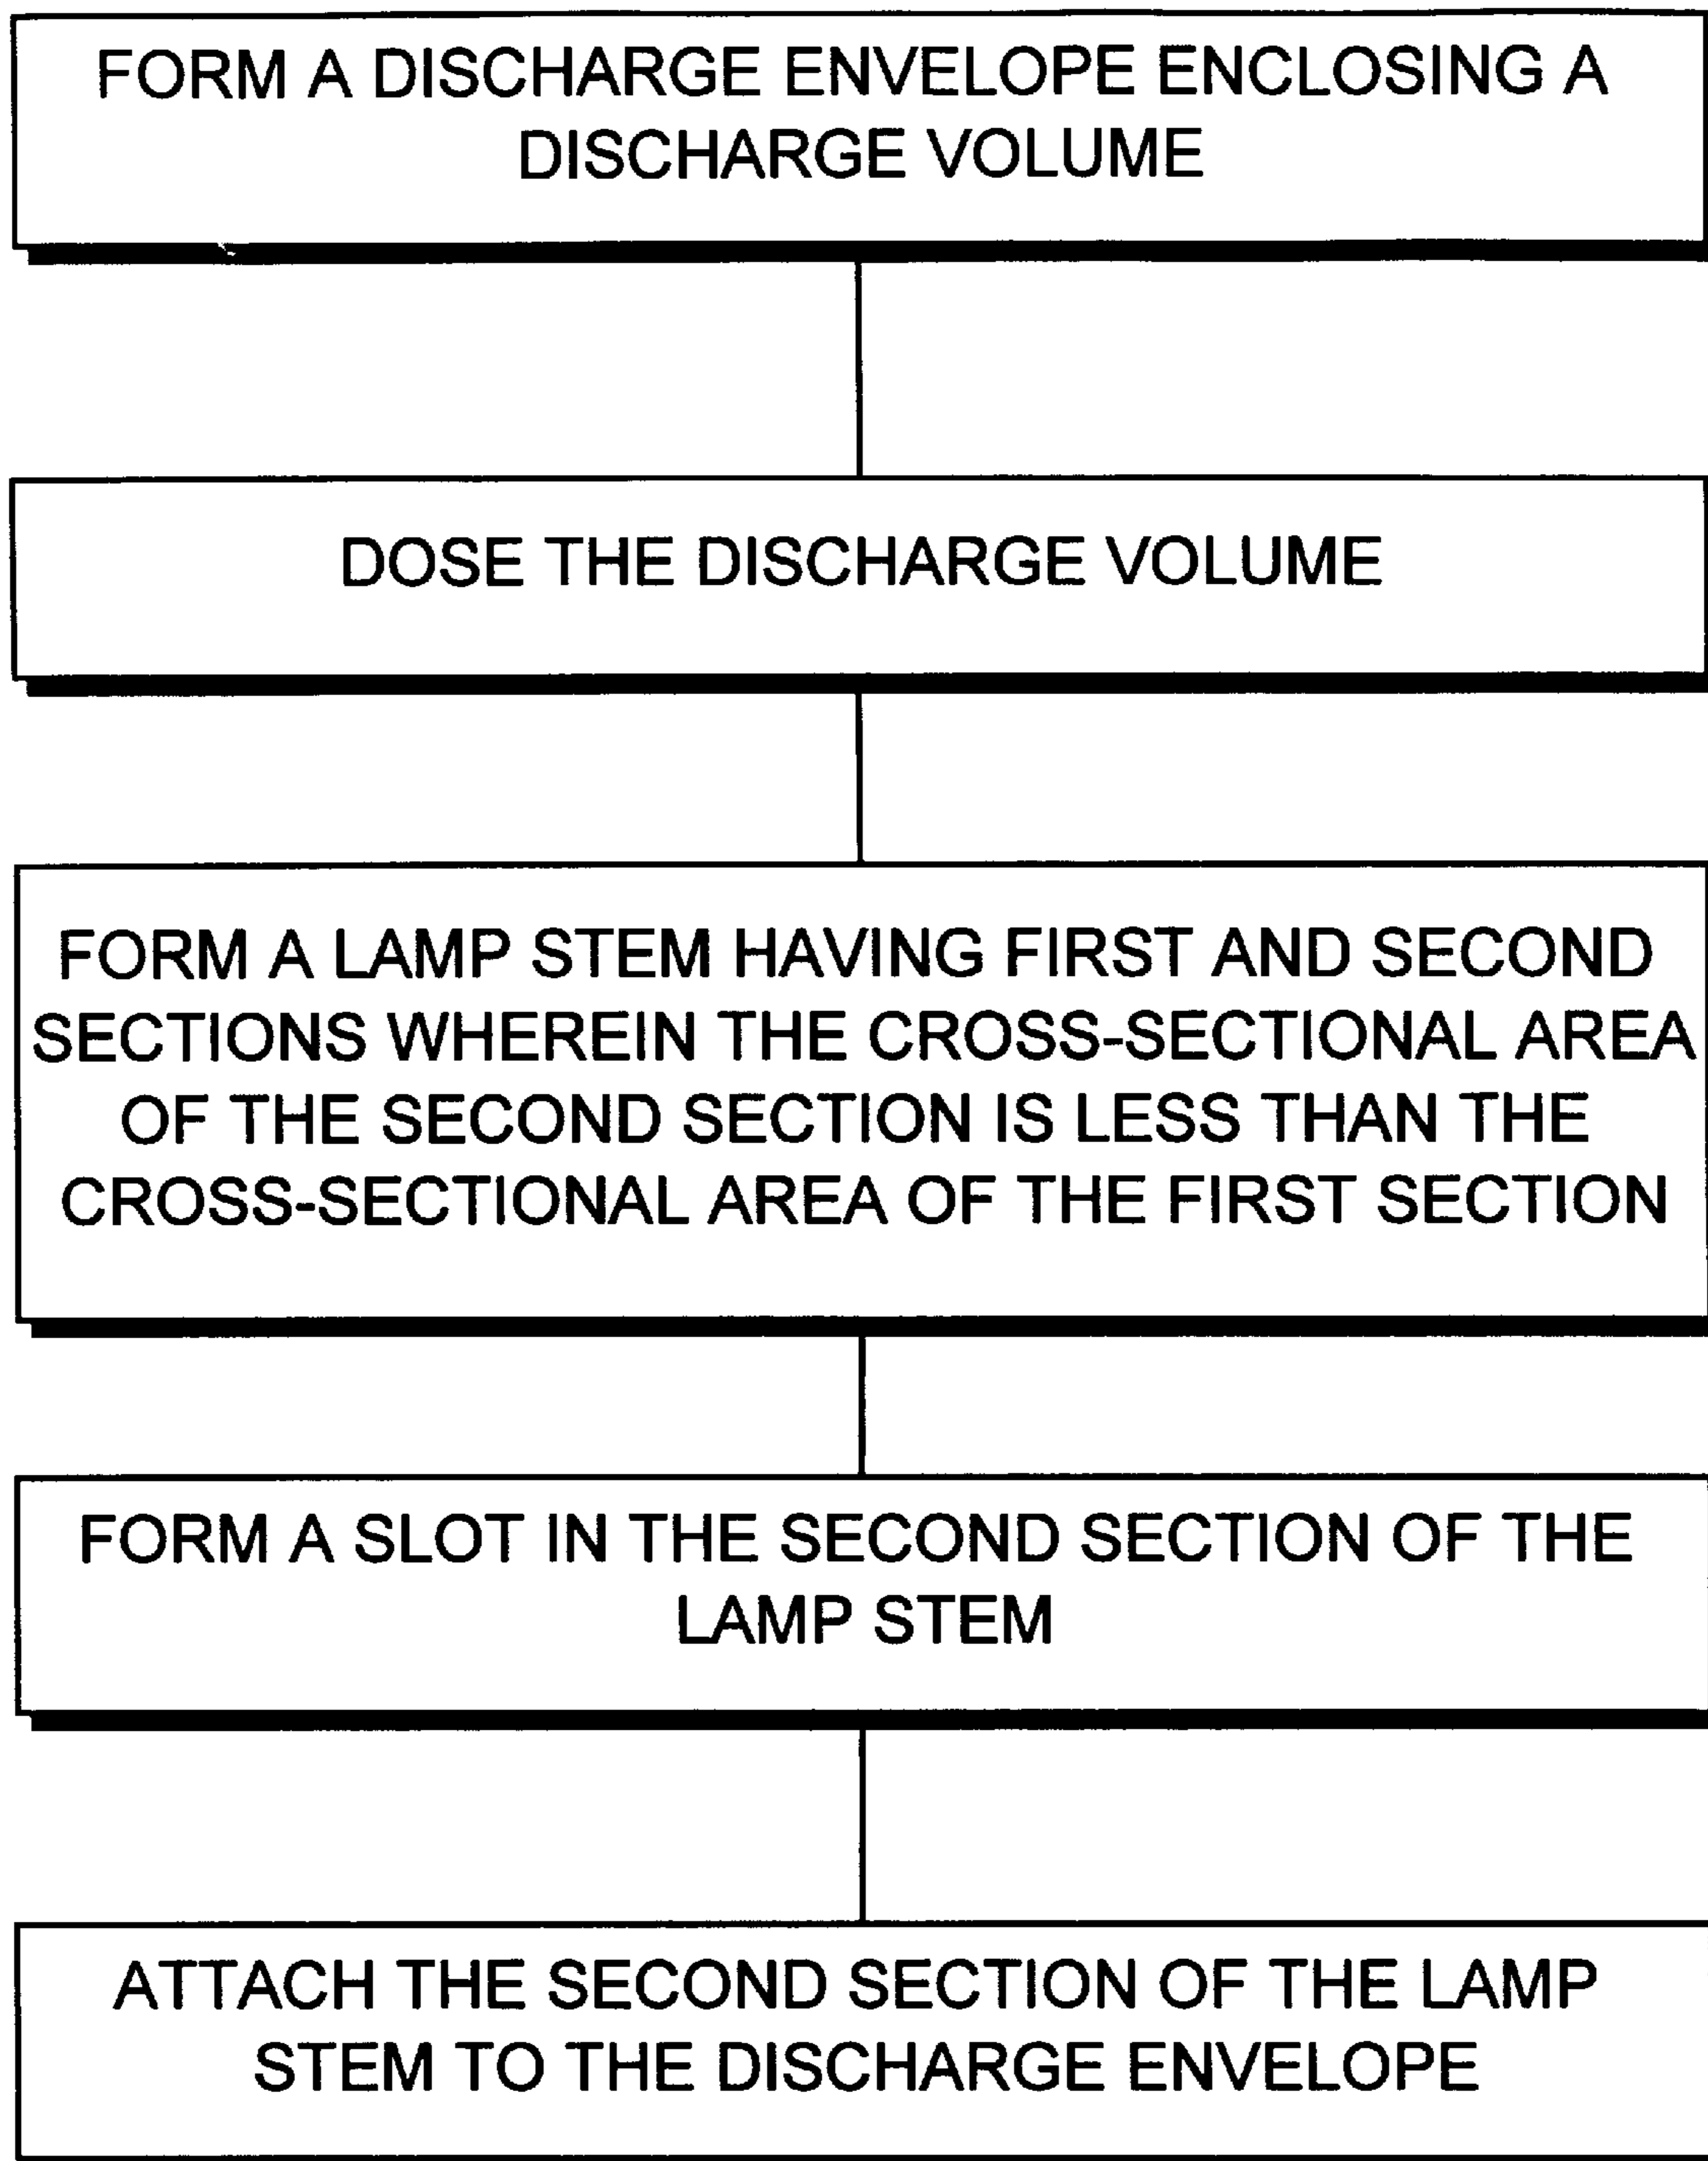 FORM A DISCHARGE ENVELOPE ENCLOSING A
DISCHARGE VOLUME
DOSE THE DISCHARGE VOLUME
FORM A LAMP STEM HAVING FIRST AND SECOND
SECTIONS WHEREIN THE CROSS-SECTIONAL AREA
OF THE SECOND SECTION IS LESS THAN THE
CROSS-SECTIONAL AREA OF THE FIRST SECTION
FORM A SLOT IN THE SECOND SECTION OF THE
LAMP STEM
ATTACH THE SECOND SECTION OF THE LAMP
STEM TO THE DISCHARGE ENVELOPE